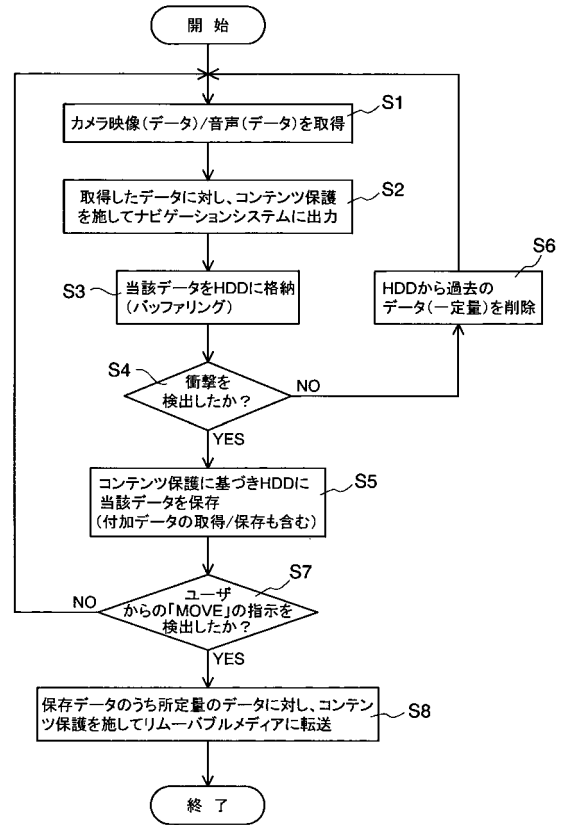 開 始
S1
カメラ映像(データ)/音声(データ)を取得
S2
取得したデータに対し、コンテンツ保護
を施してナビゲーションシステムに出力
S3
当該データをHDDに格納
(バッファリング)
S6
HDDから過去の
データ(一定量)を削除
S4
衝撃を
検出したか?
NO
YES
S5
コンテンツ保護に基づきHDDに
当該データを保存
(付加データの取得/保存も含む)
S7
ユーザ
からの「MOVE」の指示を
検出したか?
NO
YES
S8
保存データのうち所定量のデータに対し、コンテン
ツ保護を施してリムーバブルメディアに転送
終 了